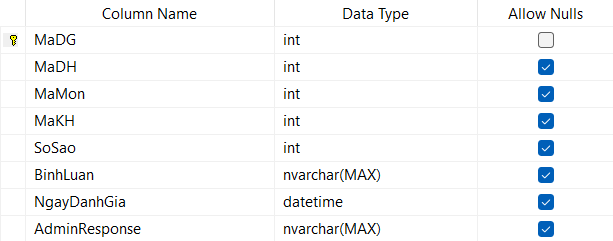 Column Name Data Type Allow Nulls
MaDG int
MaDH int
MaMon int
MaKH int
SoSao int
BinhLuan nvarchar(MAX)
NgayDanhGia datetime
AdminResponse nvarchar(MAX)